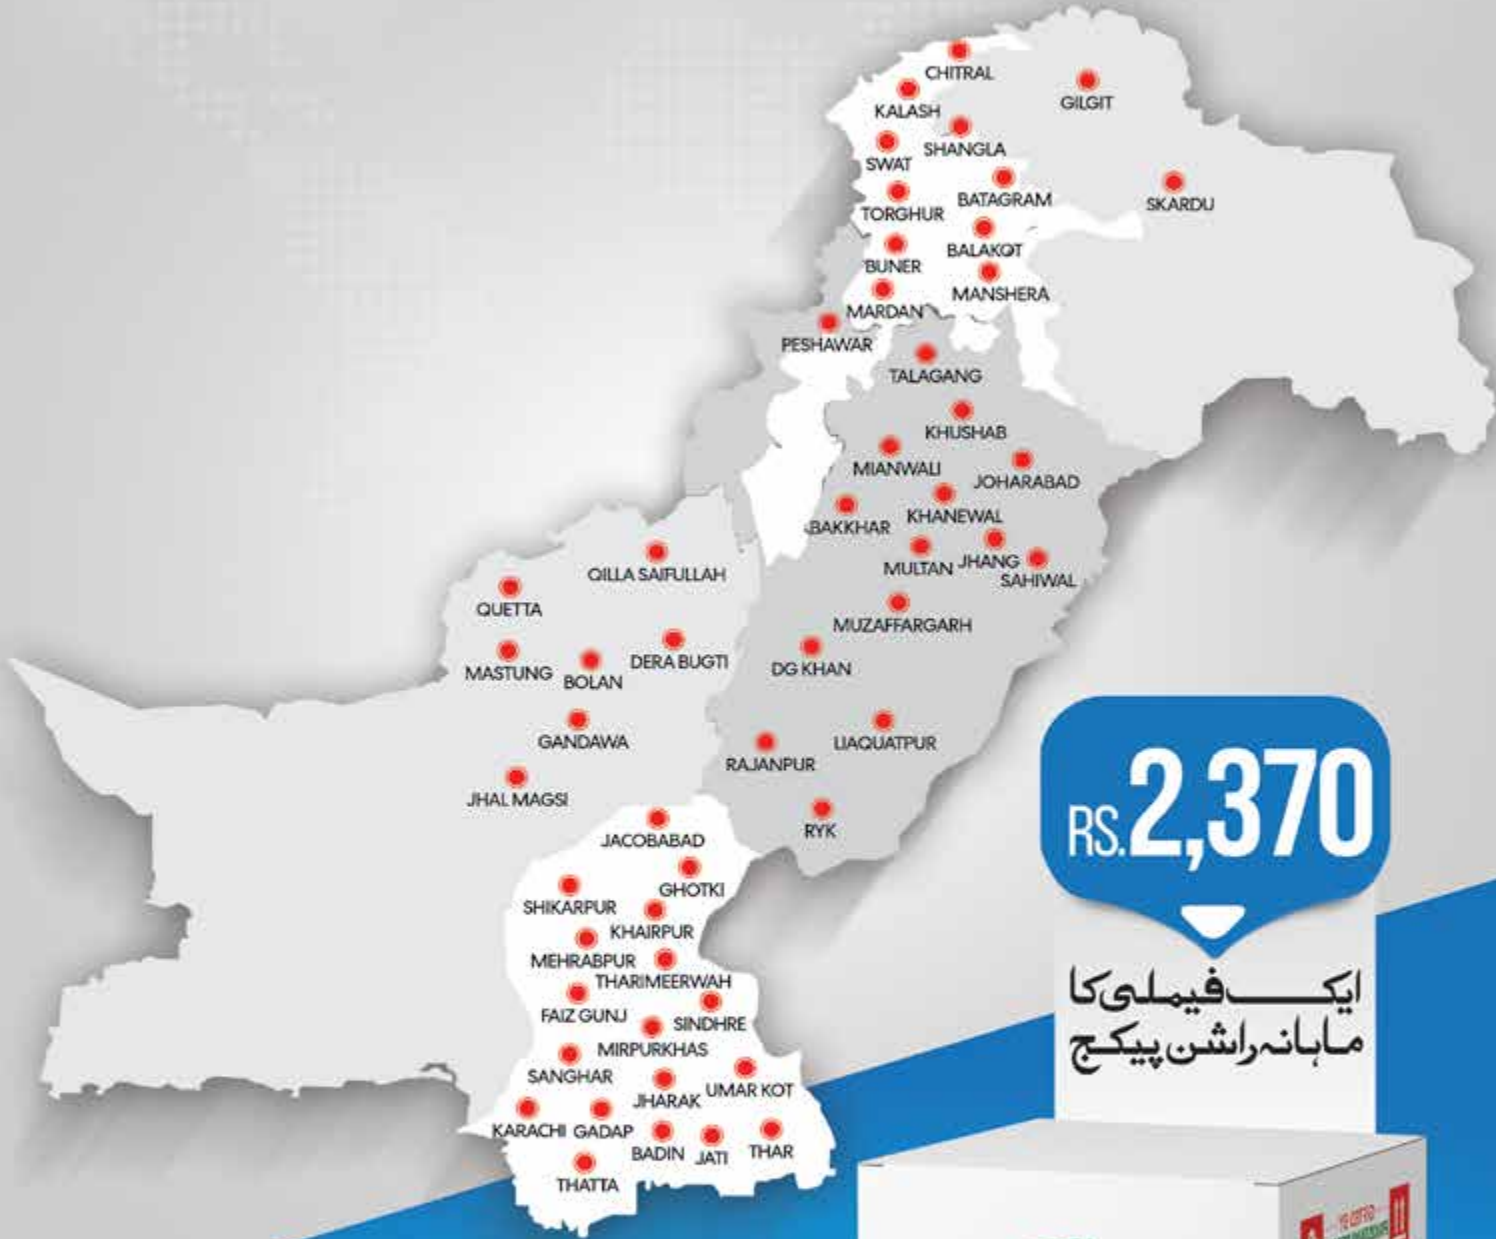 CHITRAL
GILGIT
KALASH
SHANGLA
SWAT
BATAGRAM
SKARDU
TORGHUR
BALAKOT
BUNER
MANSHERA
MARDAN
PESHAWAR
TALAGANG
KHUSHAB
MIANWALI
JOHARABAD
KHANEWAL
BAKKHAR
JHANG
MULTAN
SAHIWAL
QILLA SAIFULLAH
QUETTA
MUZAFFARGARH
DERA BUGTI
DG KHAN
MASTUNG
BOLAN
GANDAWA
LIAQUATPUR
RAJANPUR
JHAL MAGSI
RYK
JACOBABAD
GHOTKI
SHIKARPUR
KHAIRPUR
MEHRABPUR
THARIMEERWAH
FAIZ GUNJ
SINDHRE
MIRPURKHAS
SANGHAR
UMAR KOT
JHARAK
KARACHI
GADAP
BADIN
JATI
THAR
THATTA
RS.2,370
ایک فیملی کا
ماہانہ راشن پیکج